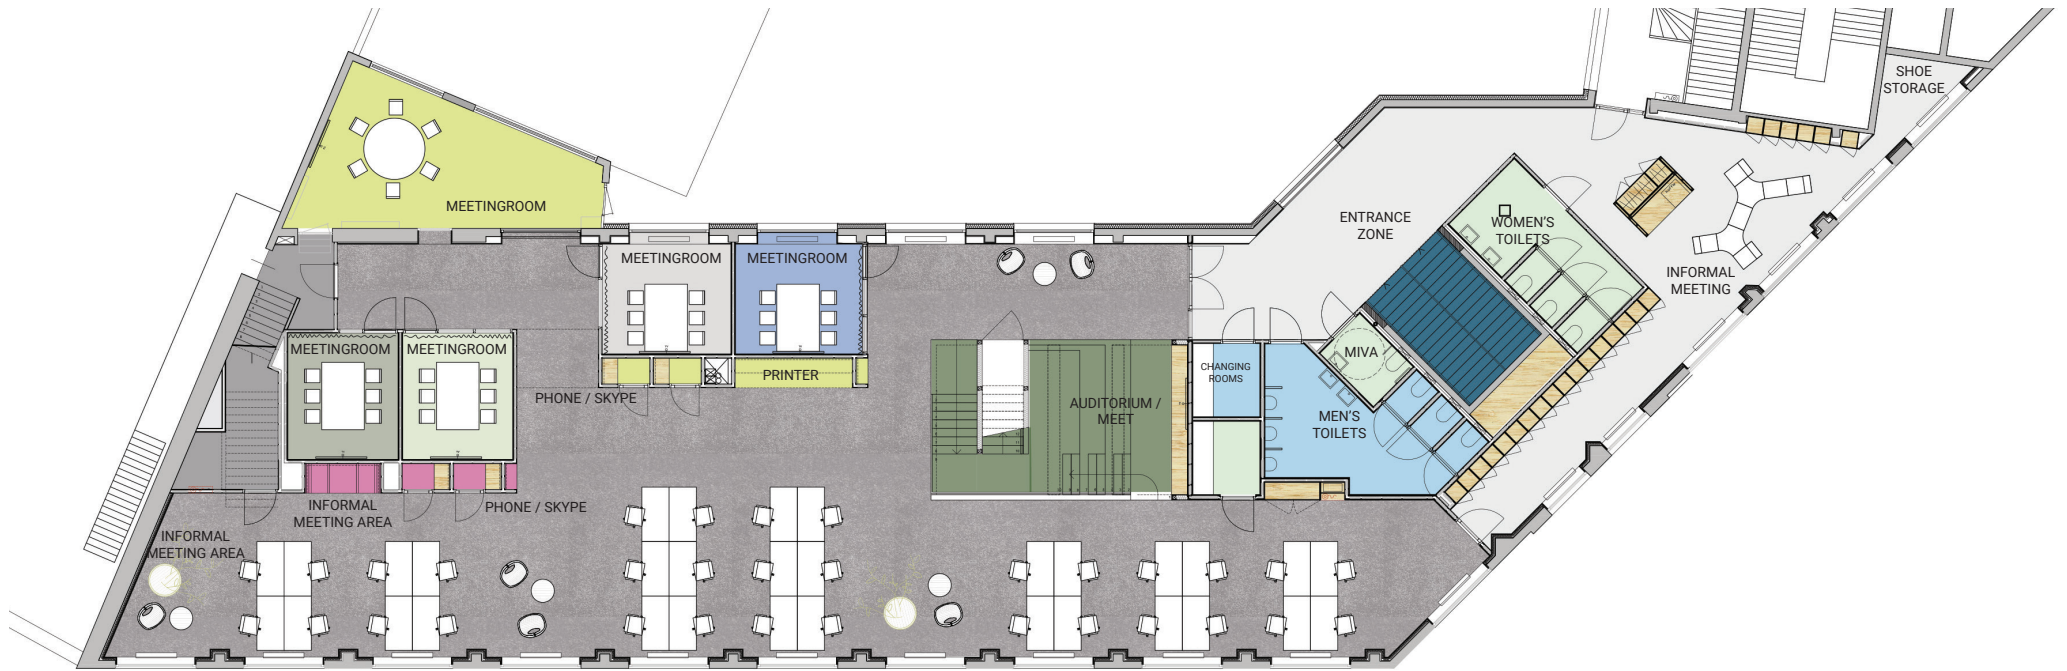 SHOE
STORAGE
MEETINGROOM
ENTRANCE
ZONE
WOMEN'S
TOILETS
MEETINGROOM
MEETINGROOM
INFORMAL
MEETING
MEETINGROOM
MEETINGROOM
MIVA
PRINTER
CHANGING
ROOMS
PHONE / SKYPE
AUDITORIUM /
MEET
MEN'S
TOILETS
INFORMAL
MEETING AREA
PHONE / SKYPE
INFORMAL
MEETING AREA